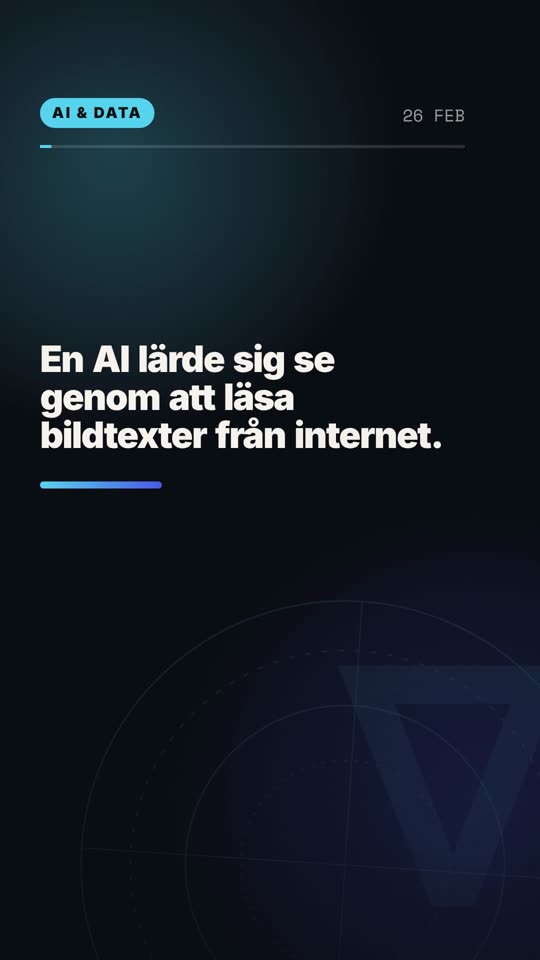 AI & DATA
26 FEB
En AI lärde sig se
genom att läsa
bildtexter från internet.